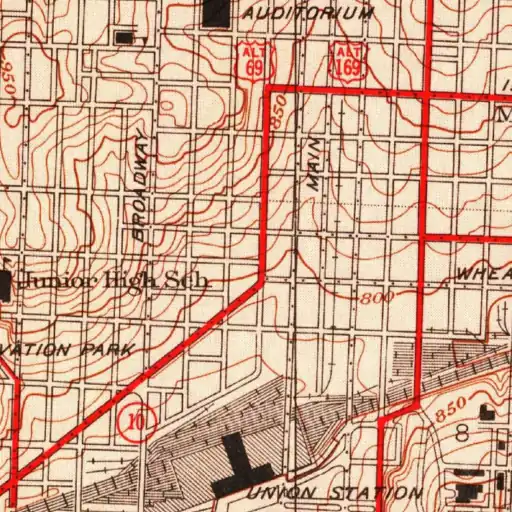 AUDITORIUM
ALT
69
ALT
169
950
850
MAIN
BROADWAY
Junior High Sch
WHEA
800
VATION PARK
10
850
8
UNION STATION